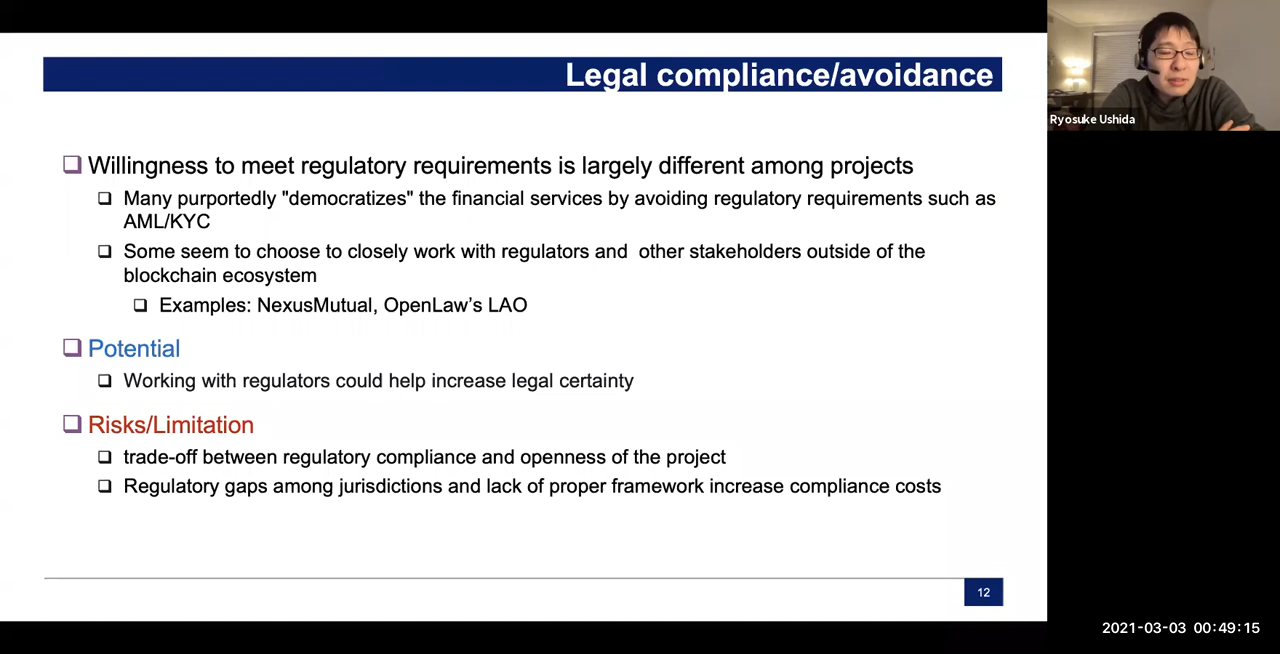 Legal compliance/avoidance
Willingness to meet regulatory requirements is largely different among projects
Many purportedly "democratizes" the financial services by avoiding regulatory requirements such as
AML/KYC
Some seem to choose to closely work with regulators and  other stakeholders outside of the
blockchain ecosystem
Examples: NexusMutual, OpenLaw’s LAO
Potential
Working with regulators could help increase legal certainty
Risks/Limitation
trade-off between regulatory compliance and openness of the project
Regulatory gaps among jurisdictions and lack of proper framework increase compliance costs
12
Ryosuke Ushida
2021-03-03 00:49:15